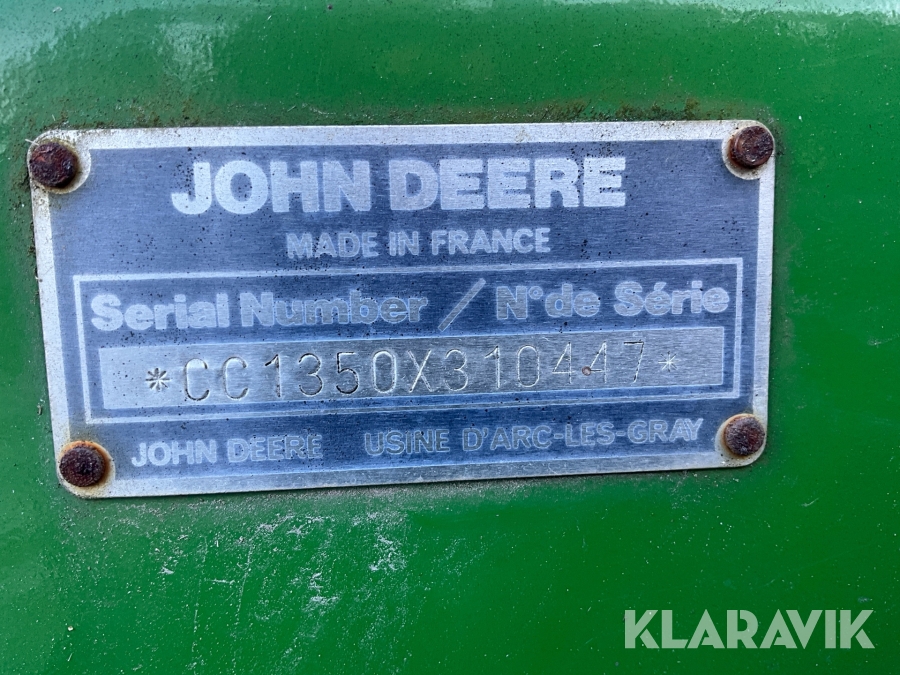 JOHN DEERE
MADE IN FRANCE
Serial Number / N° de Série
*CC1350X310447*
JOHN DEERE USINE D'ARC-LES-GRAY
KLARAVIK